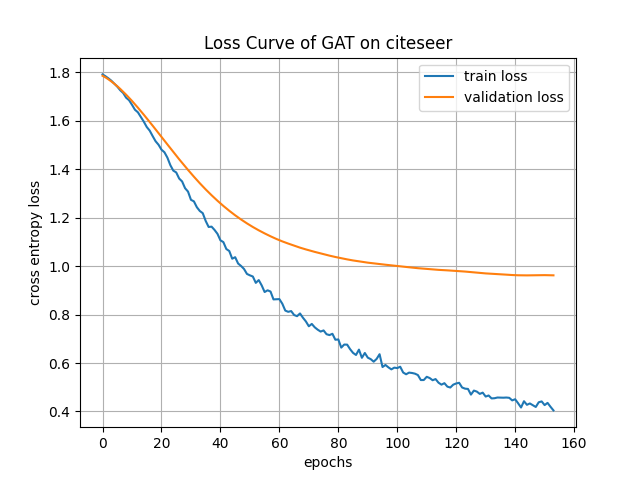 Loss Curve of GAT on citeseer
train loss
validation loss
cross entropy loss
1.8
1.6
1.4
1.2
1.0
0.8
0.6
0.4
0 20 40 60 80 100 120 140 160
epochs